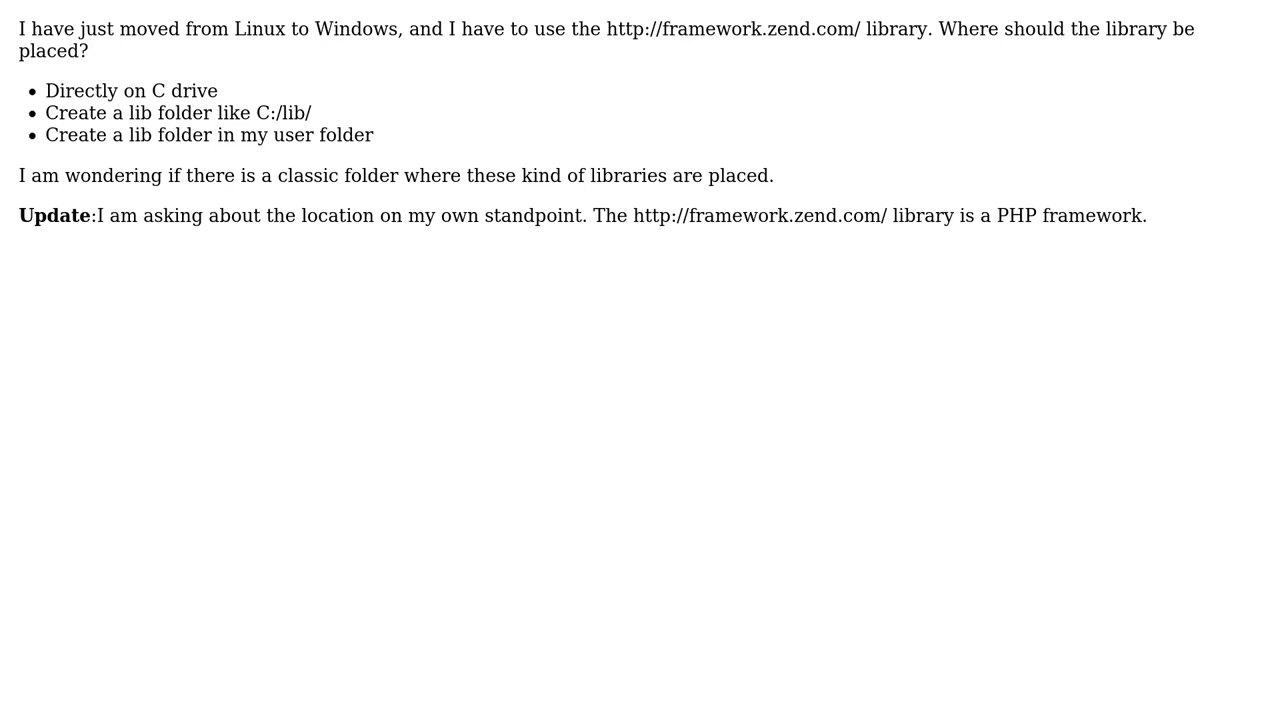 I have just moved from Linux to Windows, and I have to use the http://framework.zend.com/ library. Where should the library be
placed?
• Directly on C drive
• Create a lib folder like C:/lib/
• Create a lib folder in my user folder
I am wondering if there is a classic folder where these kind of libraries are placed.
Update:I am asking about the location on my own standpoint. The http://framework.zend.com/ library is a PHP framework.